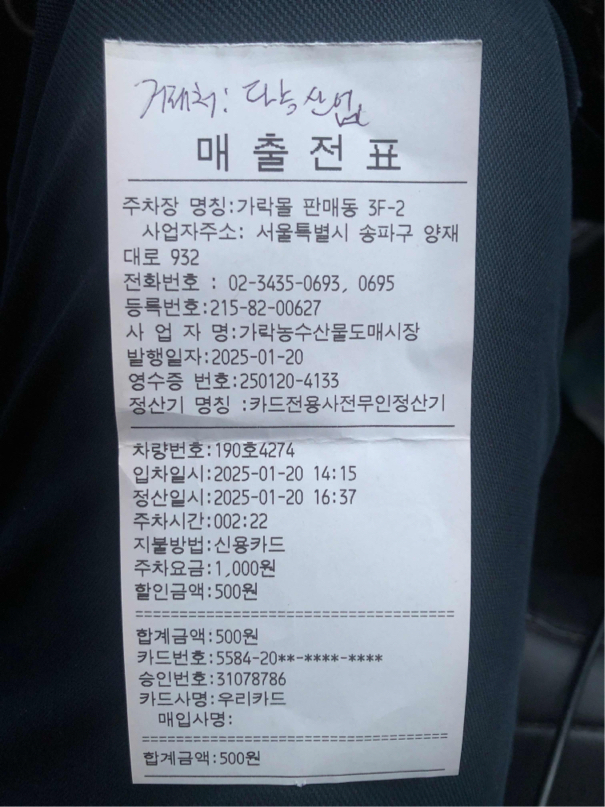 거래처: 다농산업
매출전표
주차장 명칭:가락몰 판매동 3F-2
사업자주소: 서울특별시 송파구 양재
대로 932
전화번호 : 02-3435-0693, 0695
등록번호:215-82-00627
사 업 자 명:가락농수산물도매시장
발행일자:2025-01-20
영수증 번호:250120-4133
정산기 명칭 :카드전용사전무인정산기
차량번호:190호4274
입차일시:2025-01-20 14:15
정산일시:2025-01-20 16:37
주차시간:002:22
지불방법:신용카드
주차요금:1,000원
할인금액:500원
===================================
합계금액:500원
카드번호:5584-20**-****-****
승인번호:31078786
카드사명:우리카드
매입사명:
===================================
합계금액:500원